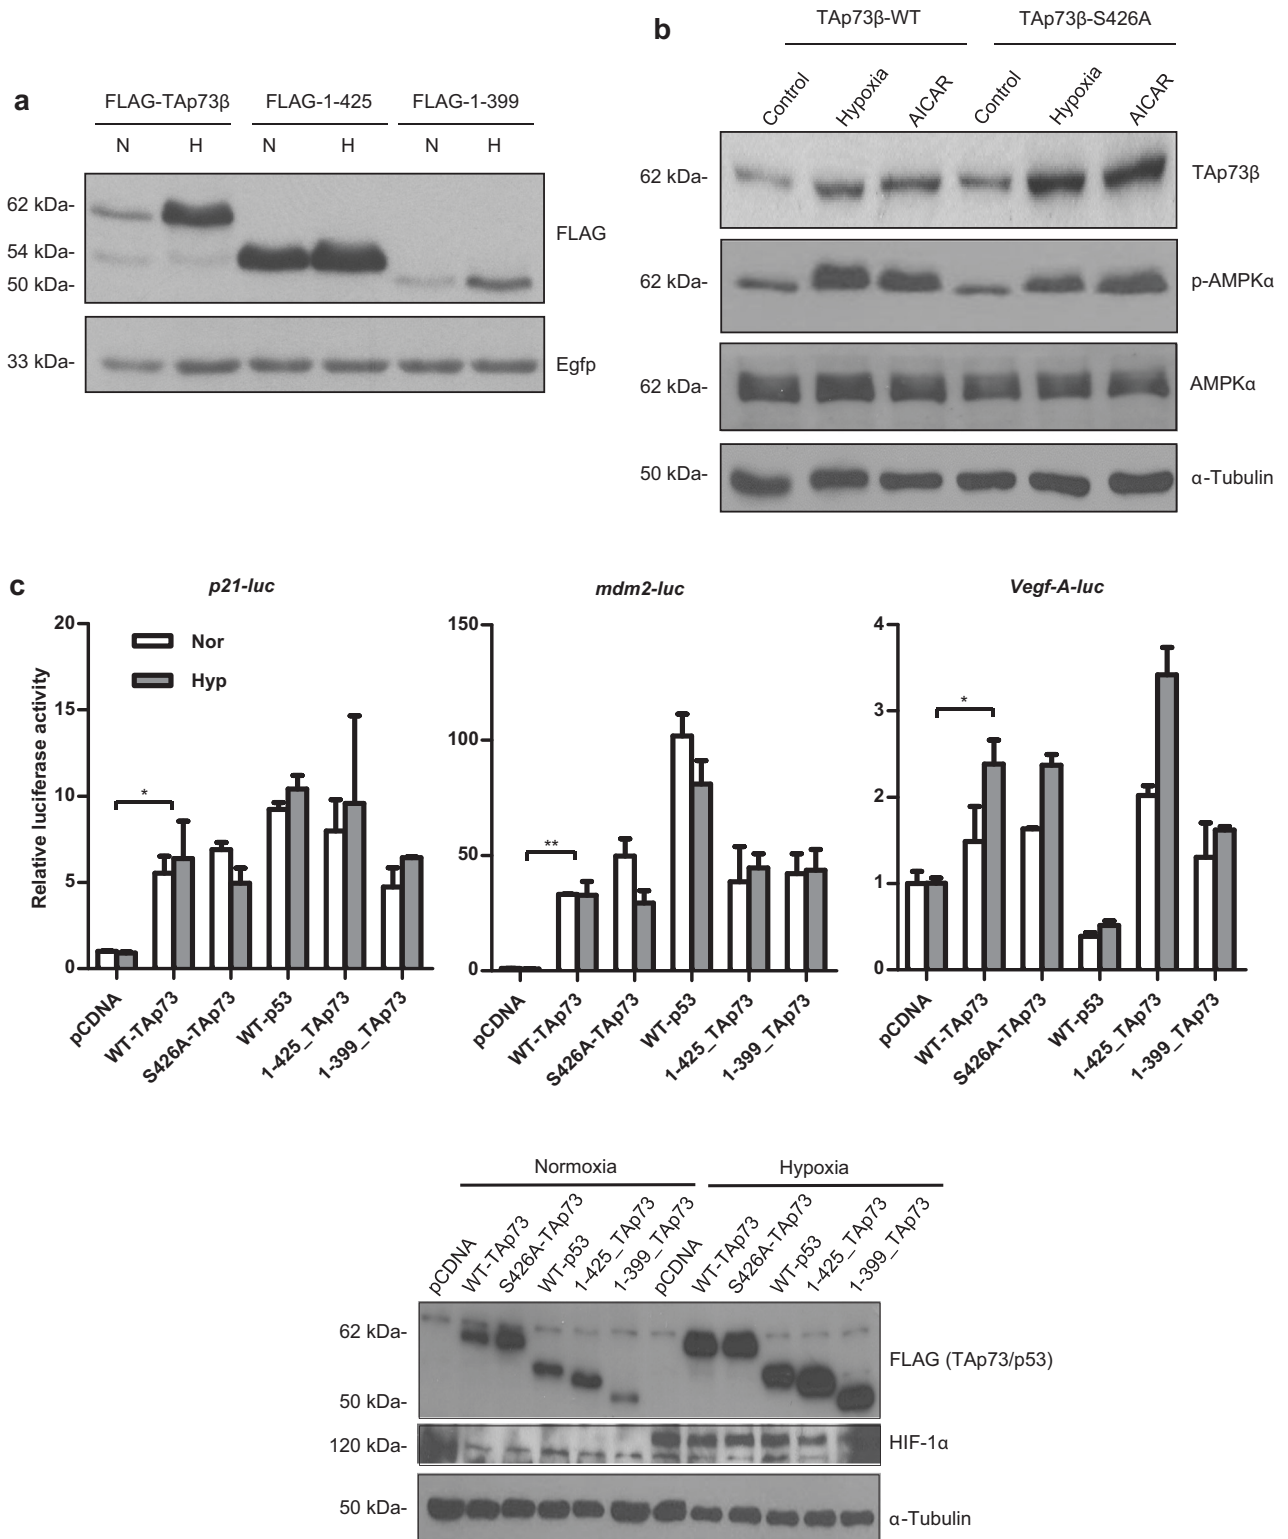 a
FLAG-TAp73β FLAG-1-425 FLAG-1-399
N H N H N H
62 kDa-
54 kDa-
50 kDa-
FLAG
33 kDa-
Egfp
b
TAp73β-WT TAp73β-S426A
Control Hypoxia AICAR Control Hypoxia AICAR
62 kDa-
TAp73β
62 kDa-
p-AMPKα
62 kDa-
AMPKα
50 kDa-
α-Tubulin
c
p21-luc
Relative luciferase activity
20
15
10
5
0
Nor
Hyp
*
pCDNA WT-TAp73 S426A-TAp73 WT-p53 1-425_TAp73 1-399_TAp73
mdm2-luc
150
100
50
0
**
pCDNA WT-TAp73 S426A-TAp73 WT-p53 1-425_TAp73 1-399_TAp73
Vegf-A-luc
4
3
2
1
0
*
pCDNA WT-TAp73 S426A-TAp73 WT-p53 1-425_TAp73 1-399_TAp73
Normoxia Hypoxia
pCDNA WT-TAp73 S426A-TAp73 WT-p53 1-425_TAp73 1-399_TAp73 pCDNA WT-TAp73 S426A-TAp73 WT-p53 1-425_TAp73 1-399_TAp73
62 kDa-
50 kDa-
FLAG (TAp73/p53)
120 kDa-
HIF-1α
50 kDa-
α-Tubulin